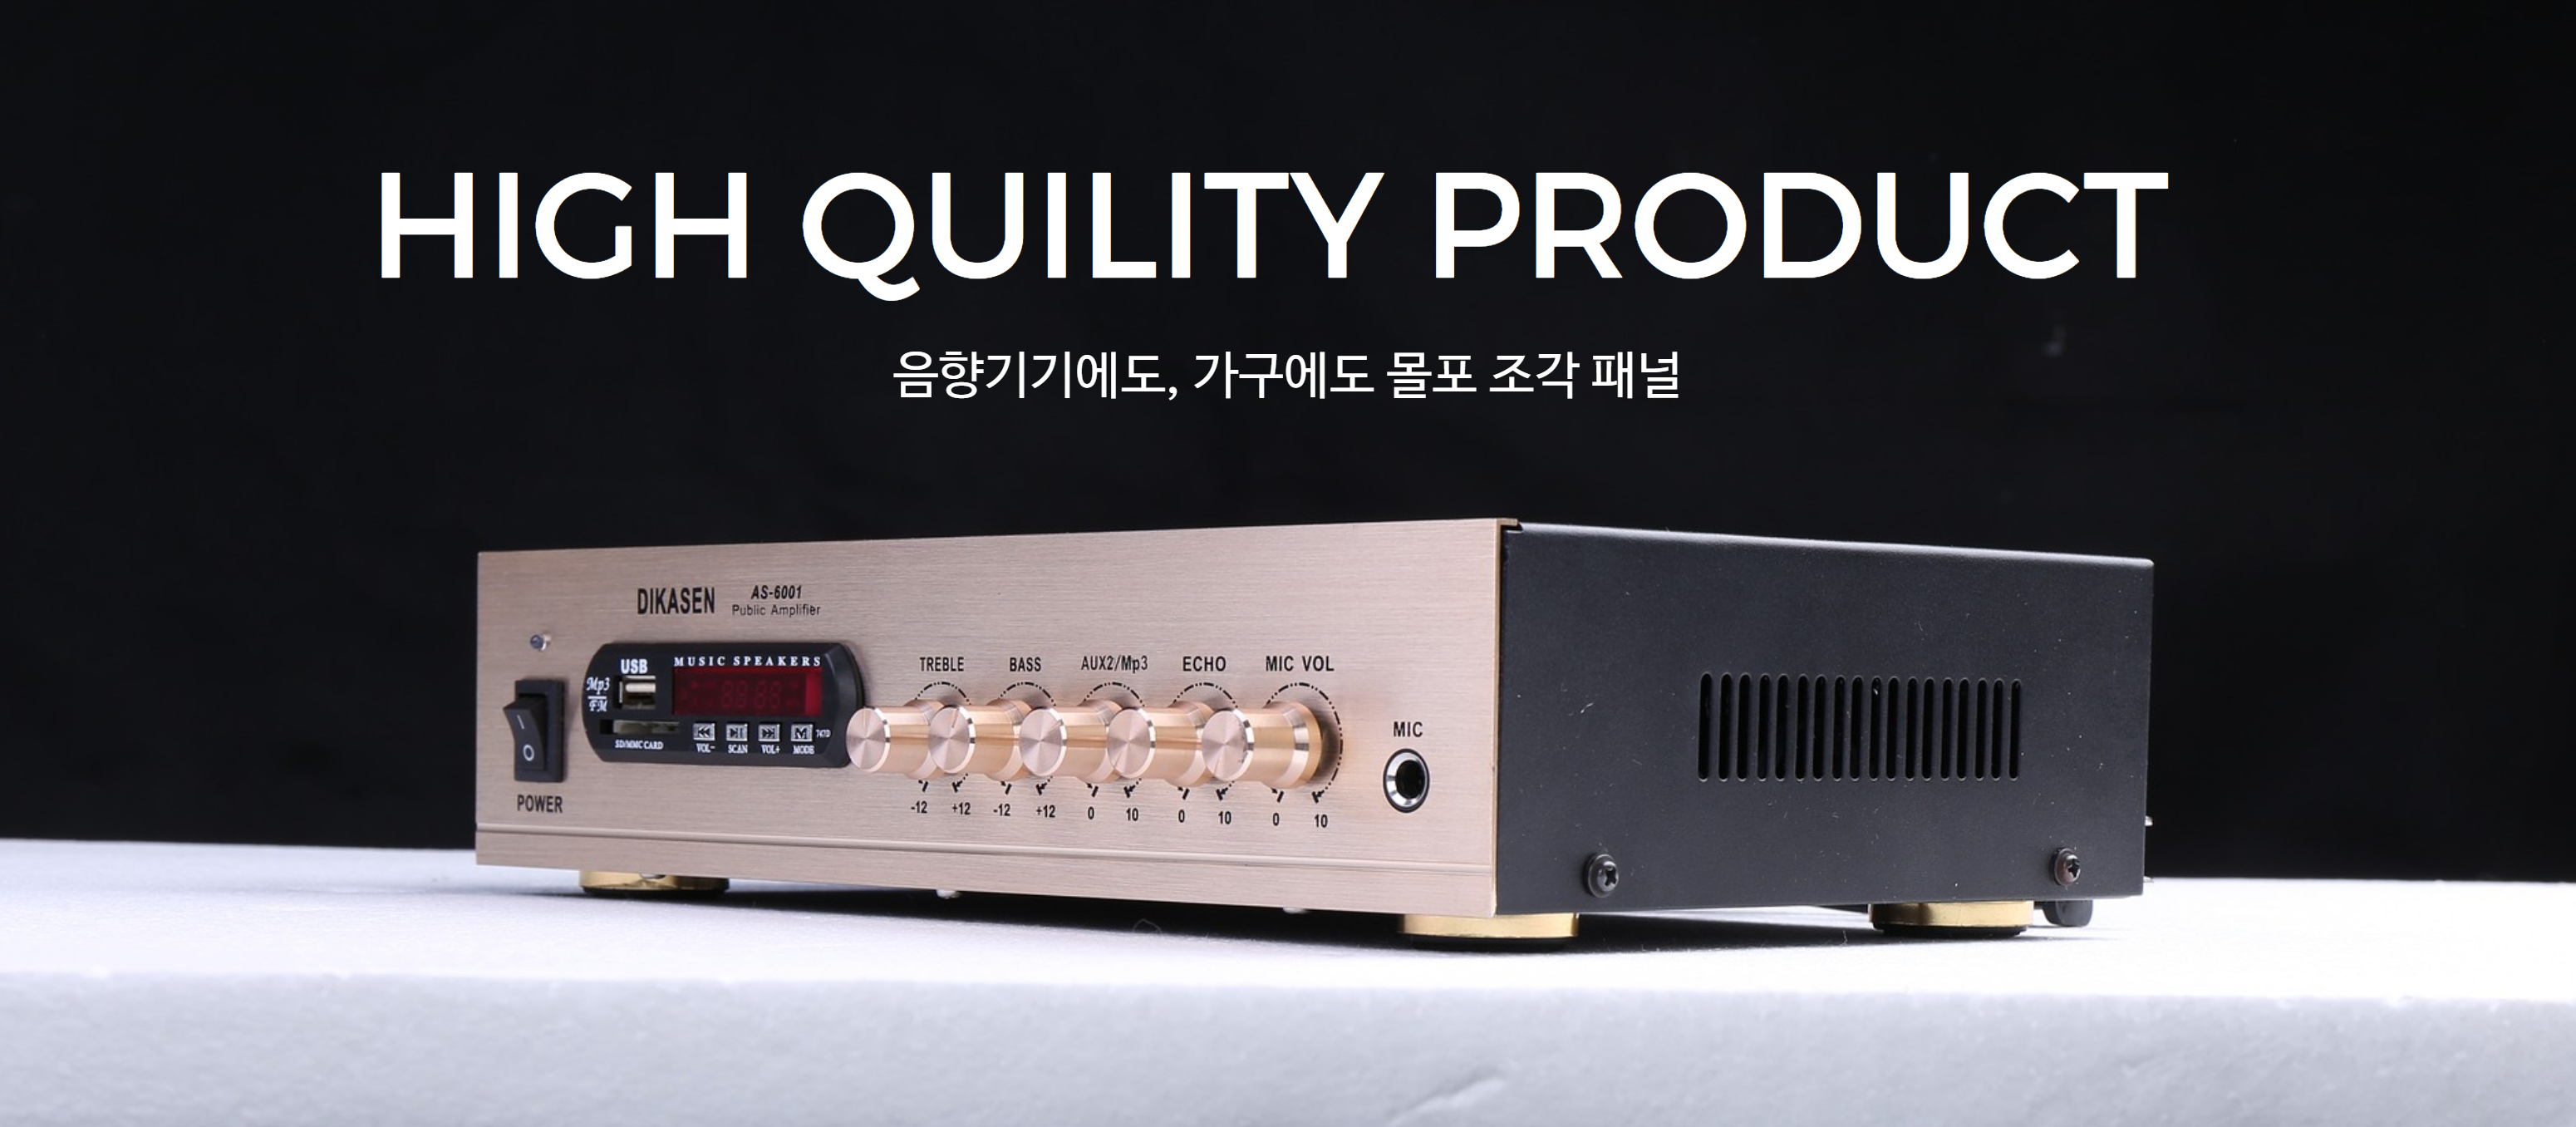 HIGH QUILITY PRODUCT
음향기기에도, 가구에도 몰포 조각 패널
DIKASEN
AS-6001
Public Amplifier
USB
MUSIC SPEAKERS
Mp3
FM
SD/MMC CARD
VOL- SCAN VOL+ MODE
M
747D
POWER
TREBLE BASS AUX2/Mp3 ECHO MIC VOL
-12 +12 -12 +12 0 10 0 10 0 10
MIC